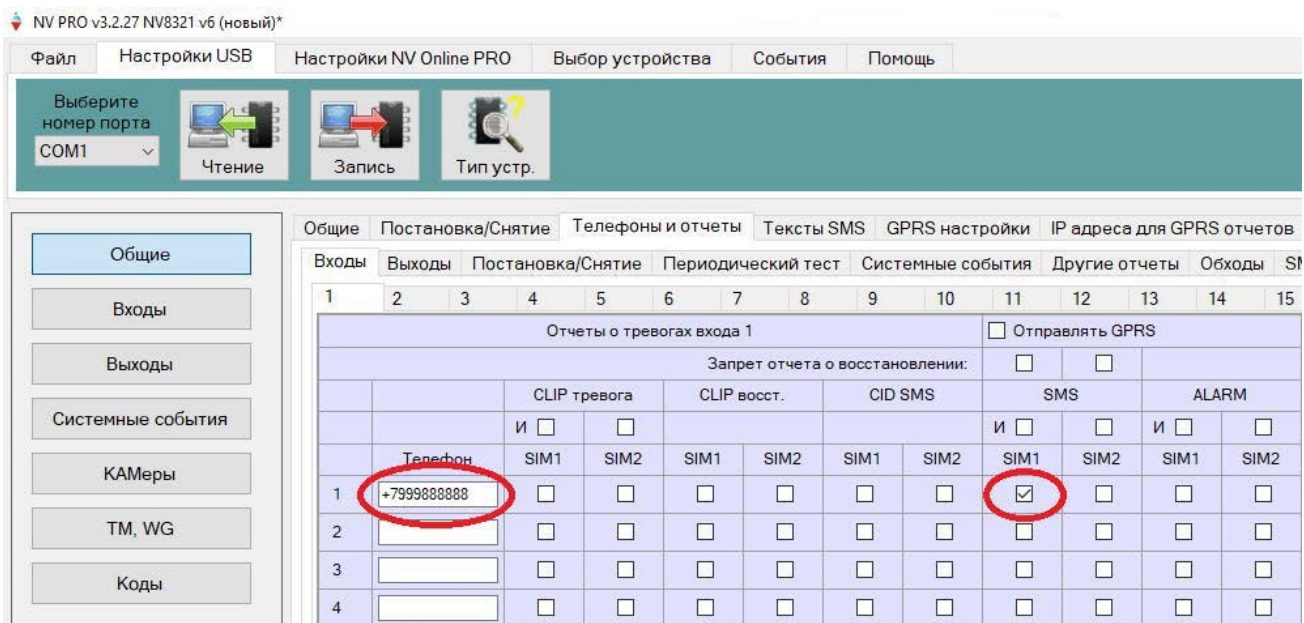 NV PRO v3.2.27 NV8321 v6 (новый)*
Файл Настройки USB Настройки NV Online PRO Выбор устройства События Помощь
Выберите
номер порта
COM1
Чтение Запись Тип устр.
Общие Постановка/Снятие Телефоны и отчеты Тексты SMS GPRS настройки IP адреса для GPRS отчетов
Общие
Входы
Выходы
Системные события
КАМеры
TM, WG
Коды
Входы Выходы Постановка/Снятие Периодический тест Системные события Другие отчеты Обходы
1 2 3 4 5 6 7 8 9 10 11 12 13 14 15
Отчеты о тревогах входа 1 Отправлять GPRS
Запрет отчета о восстановлении:
CLIP тревога CLIP восст. CID SMS SMS ALARM
И И И
Телефон SIM1 SIM2 SIM1 SIM2 SIM1 SIM2 SIM1 SIM2 SIM1 SIM2
1 +7999888888
2
3
4